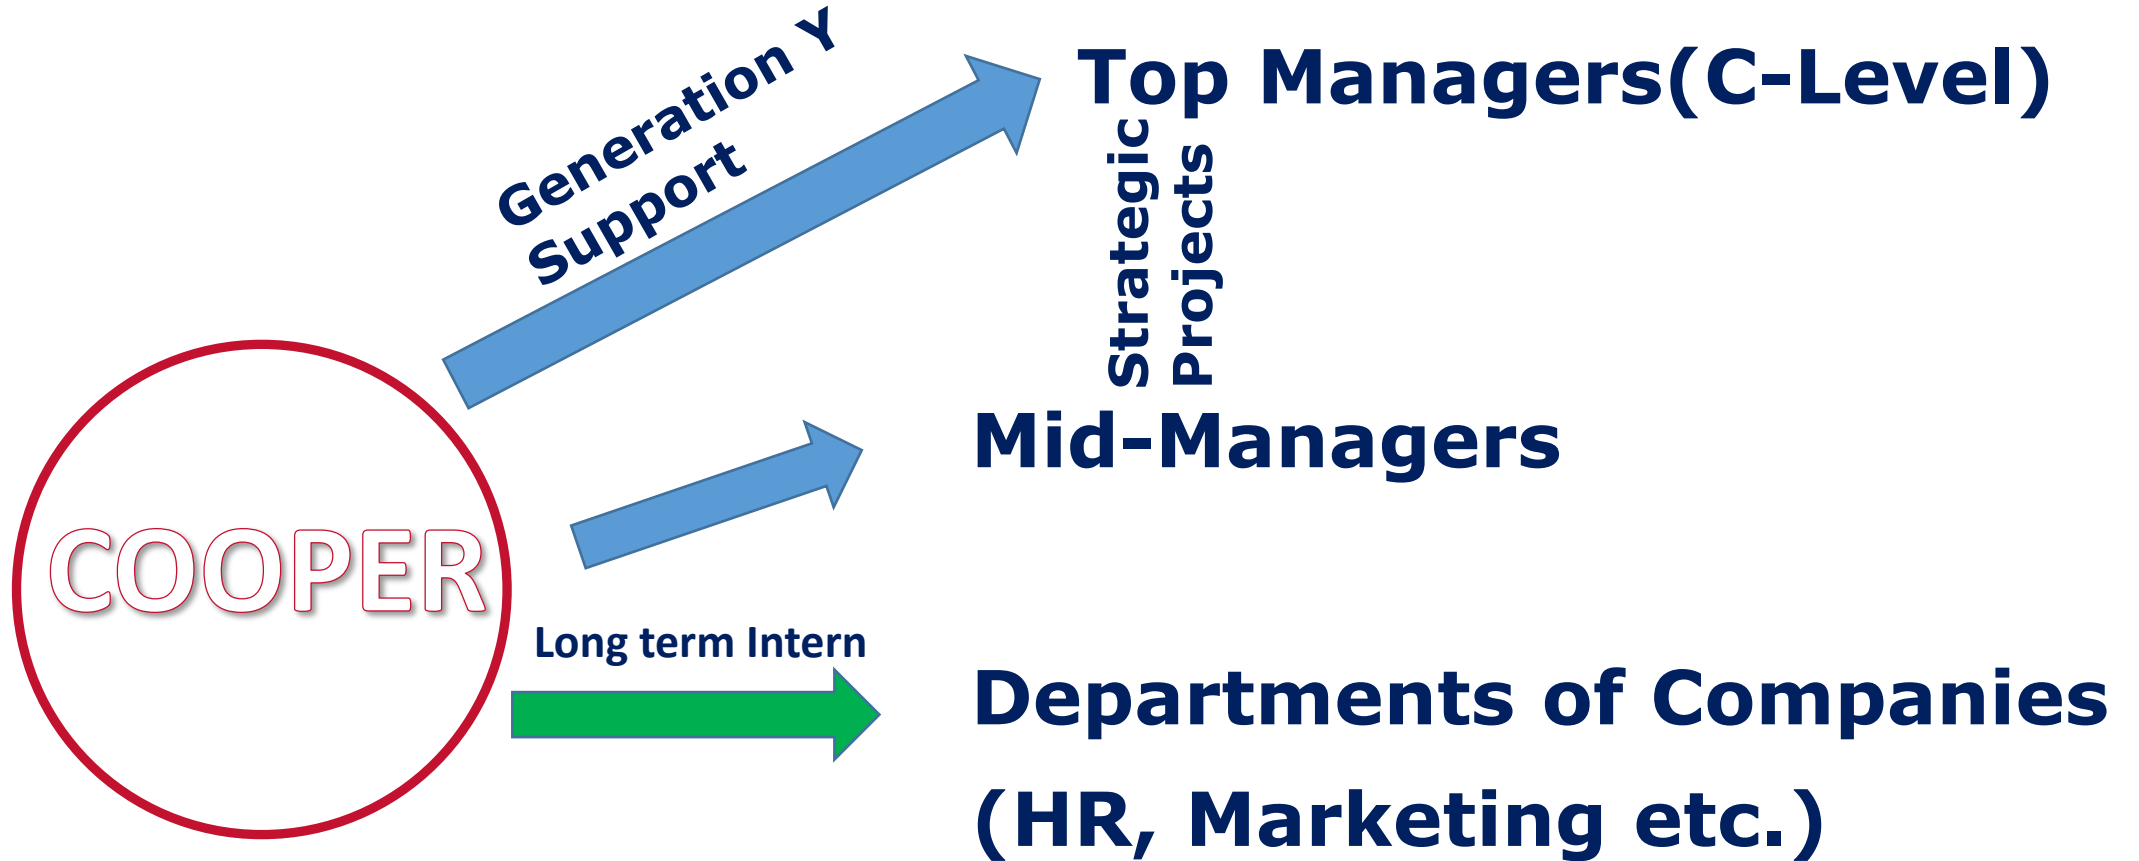 Generation Y
Support
Top Managers(C-Level)
Strategic
Projects
Mid-Managers
COOPER
Long term Intern
Departments of Companies
(HR, Marketing etc.)